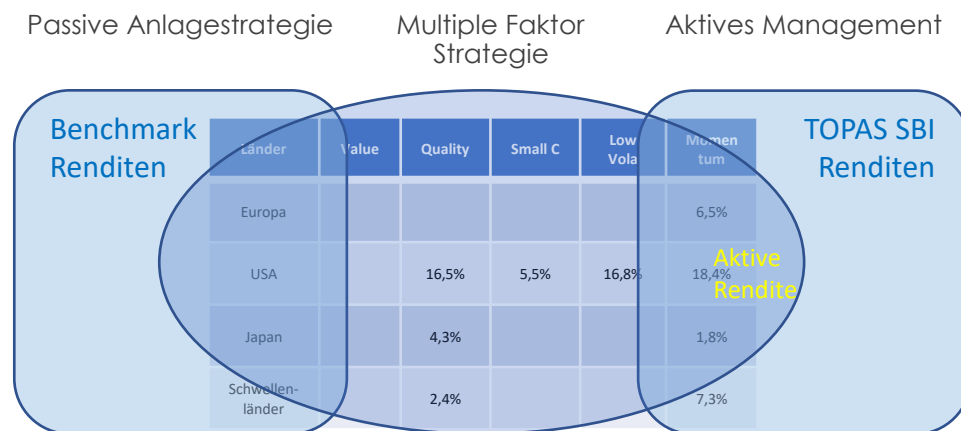 Passive Anlagestrategie
Multiple Faktor
Strategie
Aktives Management
Benchmark
Renditen
TOPAS SBI
Renditen
Länder Value Quality Small C Low Vola Momen
tum
Europa 6,5%
USA 16,5% 5,5% 16,8% 18,4%
Aktive
Rendite
Japan 4,3% 1,8%
Schwellen-
länder 2,4% 7,3%